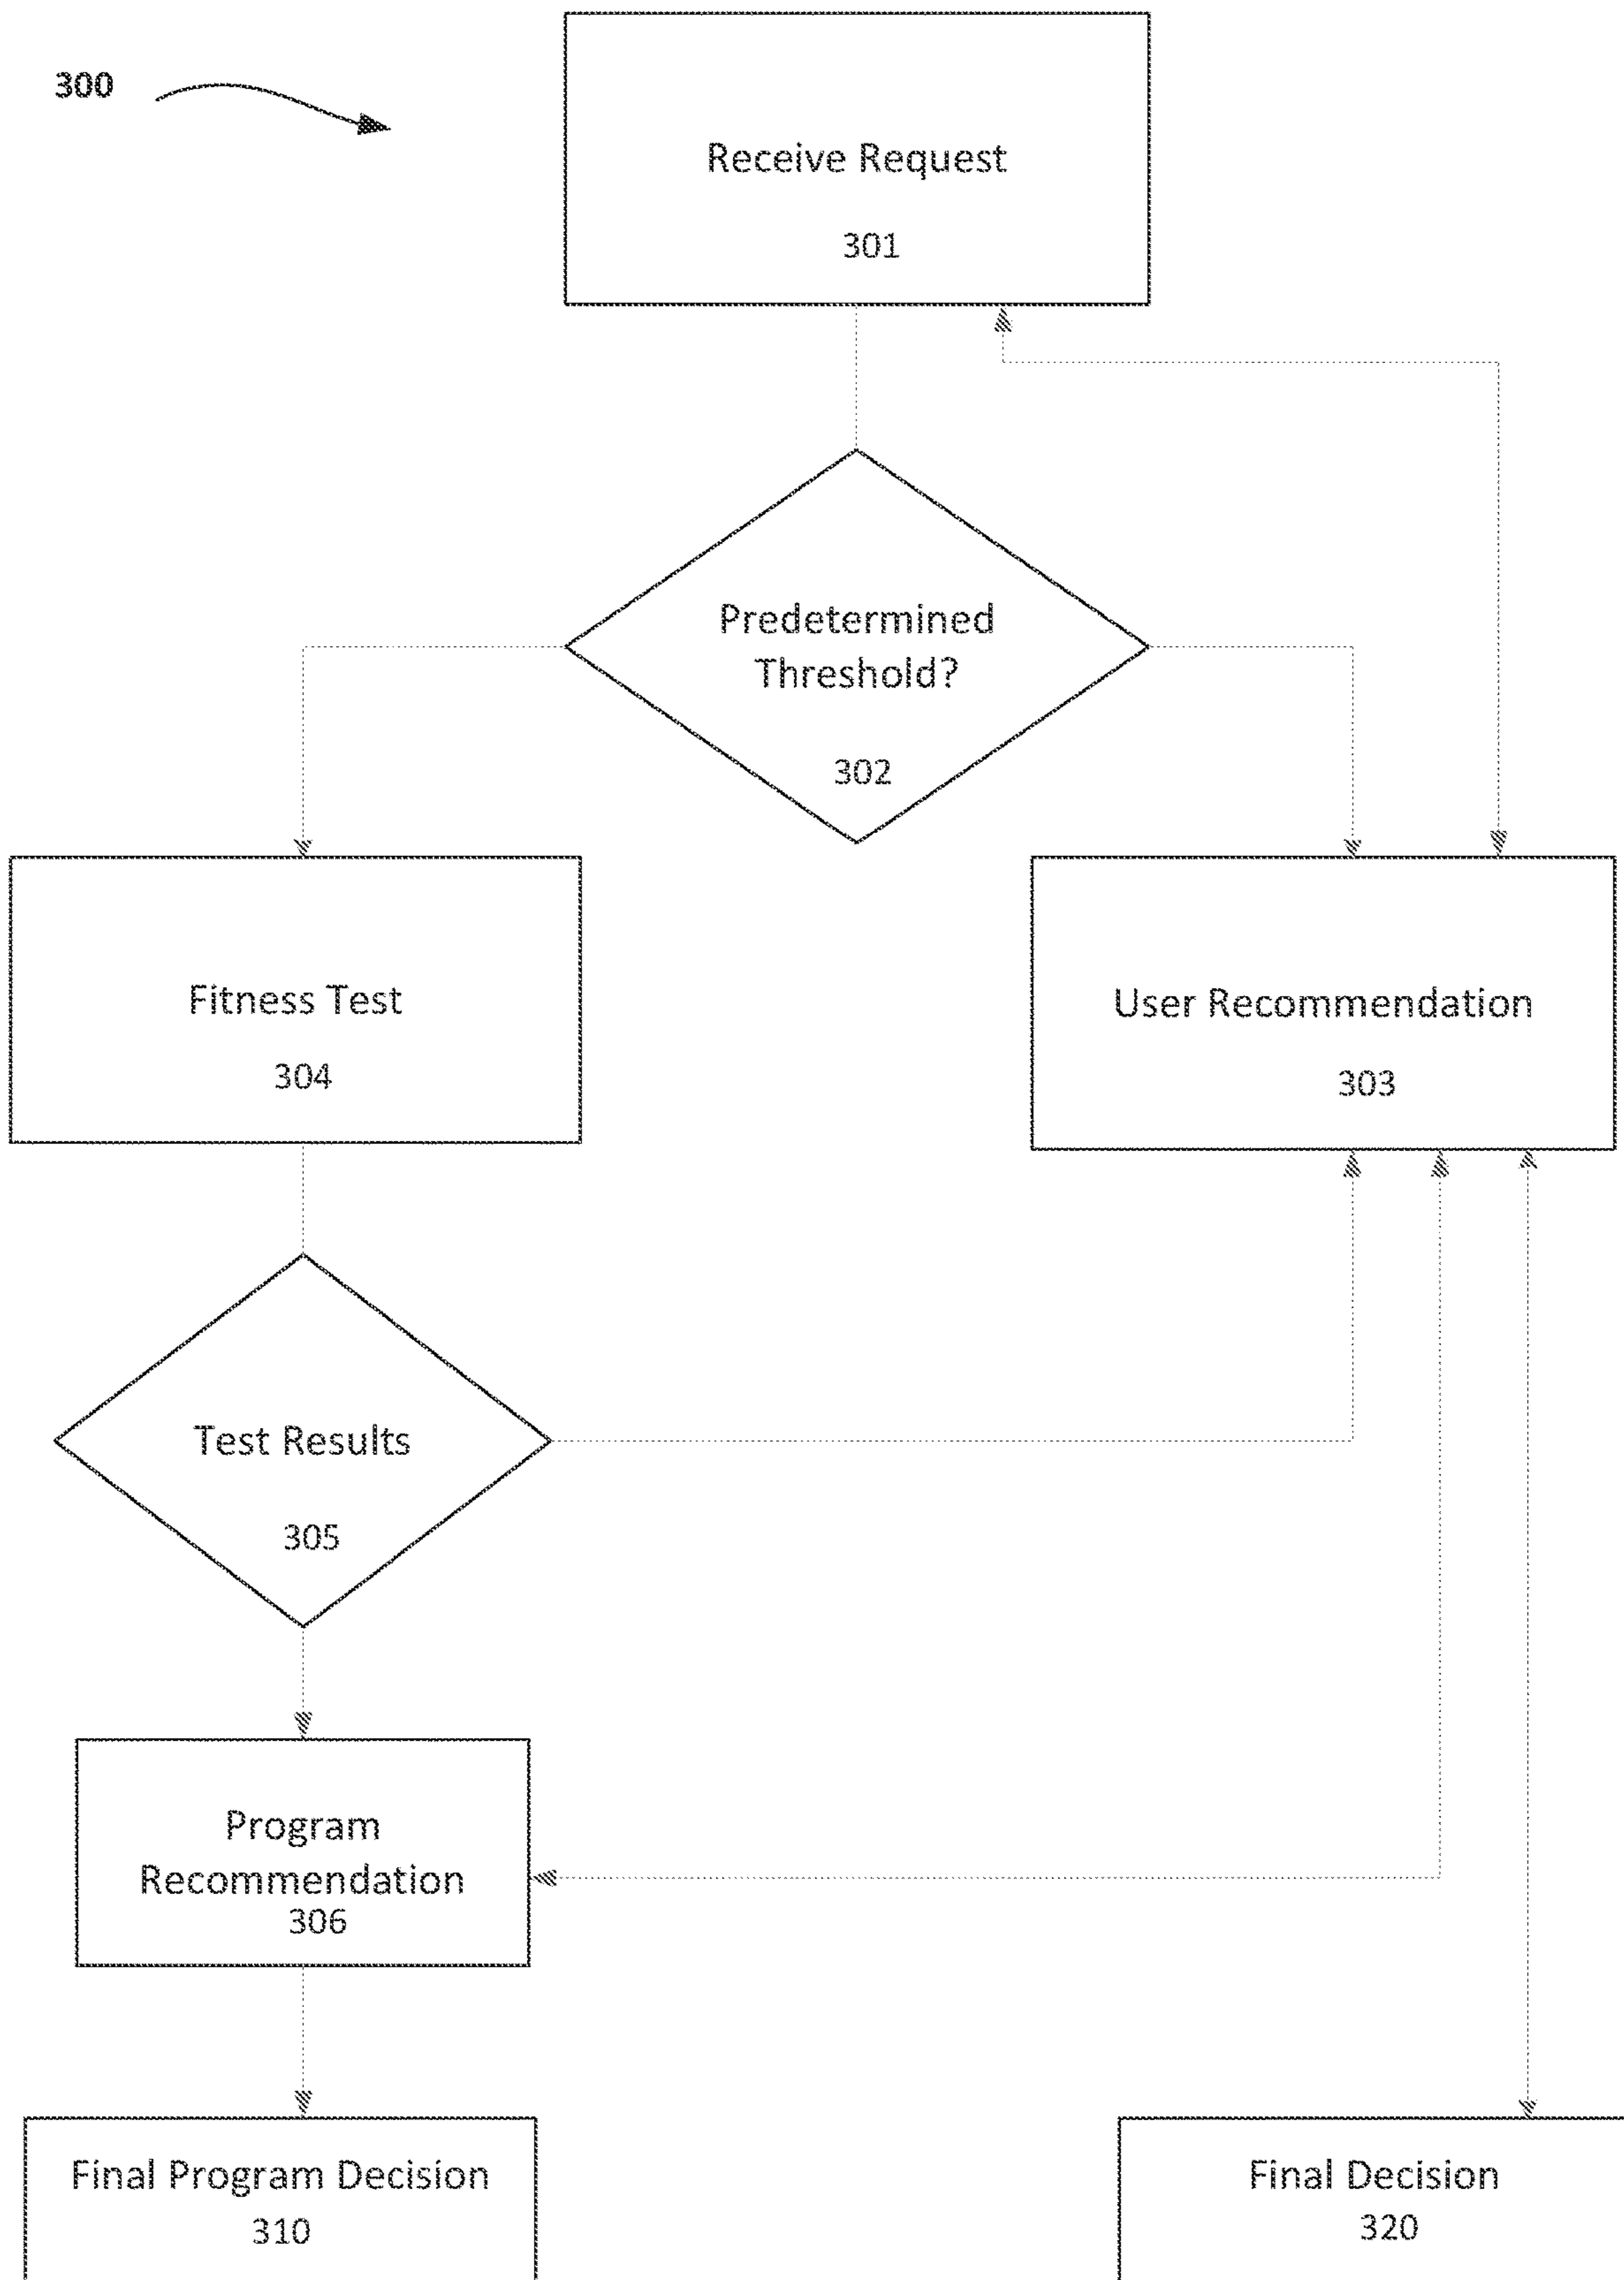 300
Receive Request
301
Predetermined
Threshold?
302
Fitness Test
304
User Recommendation
303
Test Results
305
Program
Recommendation
306
Final Program Decision
310
Final Decision
320